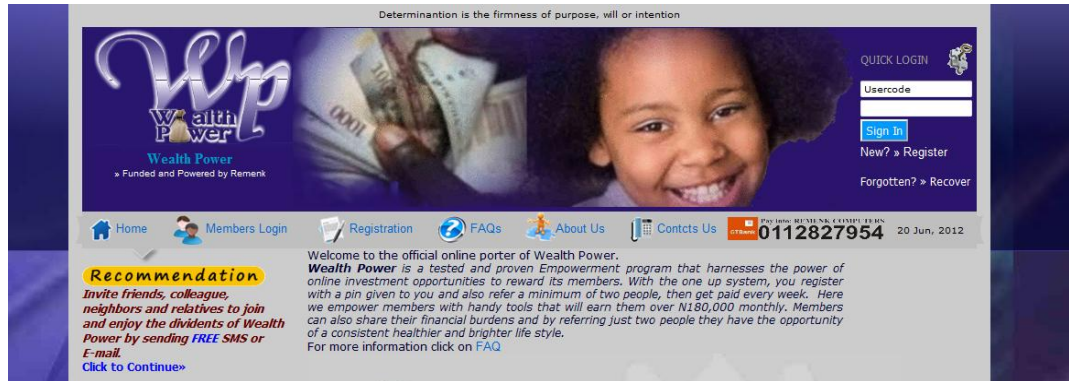 Determinantion is the firmness of purpose, will or intention
Wp
Wealth
Power
Wealth Power
» Funded and Powered by Remenk
1000
QUICK LOGIN
Usercode
Sign In
New? » Register
Forgotten? » Recover
Home
Members Login
Registration
FAQs
About Us
Contcts Us
GTBank
Pay into: REMENK COMPUTERS
0112827954
20 Jun, 2012
Recommendation
Invite friends, colleague,
neighbors and relatives to join
and enjoy the dividents of Wealth
Power by sending FREE SMS or
E-mail.
Click to Continue»
Welcome to the official online porter of Wealth Power.
Wealth Power is a tested and proven Empowerment program that harnesses the power of
online investment opportunities to reward its members. With the one up system, you register
with a pin given to you and also refer a minimum of two people, then get paid every week. Here
we empower members with handy tools that will earn them over N180,000 monthly. Members
can also share their financial burdens and by referring just two people they have the opportunity
of a consistent healthier and brighter life style.
For more information click on FAQ